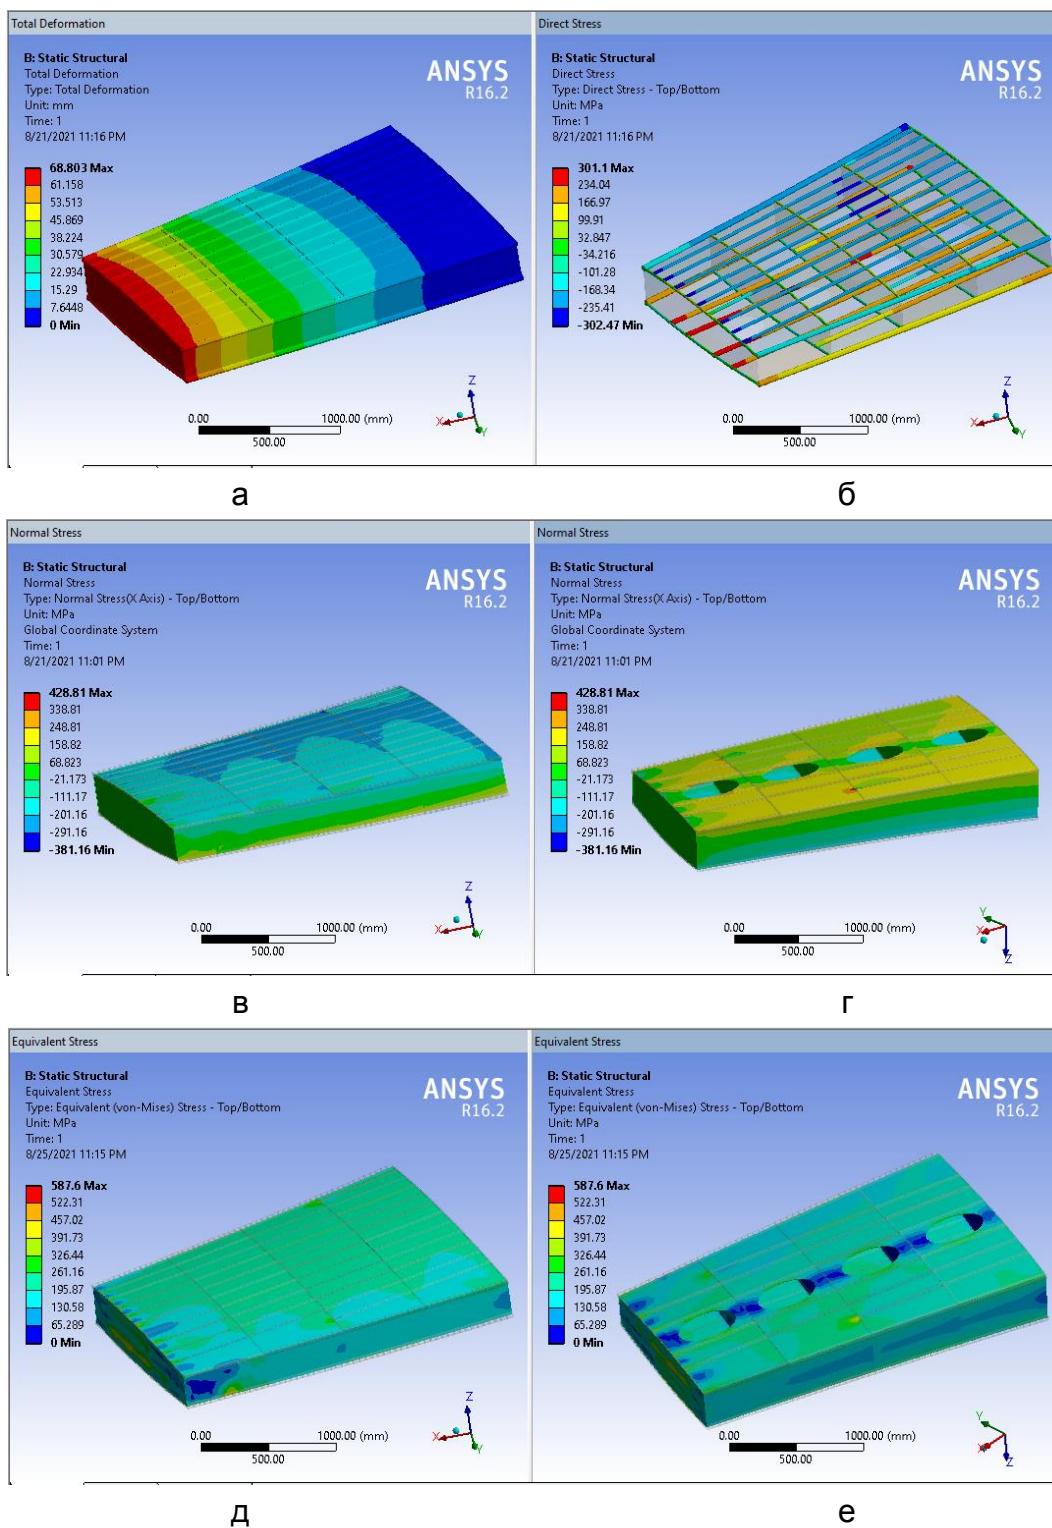 Total Deformation
B: Static Structural
Total Deformation
Type: Total Deformation
Unit: mm
Time: 1
8/21/2021 11:16 PM
ANSYS
R16.2
68.803 Max
61.158
53.513
45.869
38.224
30.579
22.934
15.29
7.6448
0 Min
Z
X
Y
0.00
1000.00 (mm)
500.00
а
Direct Stress
B: Static Structural
Direct Stress
Type: Direct Stress - Top/Bottom
Unit: MPa
Time: 1
8/21/2021 11:16 PM
ANSYS
R16.2
301.1 Max
234.04
166.97
99.91
32.847
-34.216
-101.28
-168.34
-235.41
-302.47 Min
Z
X
Y
0.00
1000.00 (mm)
500.00
б
Normal Stress
B: Static Structural
Normal Stress
Type: Normal Stress(X Axis) - Top/Bottom
Unit: MPa
Global Coordinate System
Time: 1
8/21/2021 11:01 PM
ANSYS
R16.2
428.81 Max
338.81
248.81
158.82
68.823
-21.173
-111.17
-201.16
-291.16
-381.16 Min
Z
X
Y
0.00
1000.00 (mm)
500.00
в
Normal Stress
B: Static Structural
Normal Stress
Type: Normal Stress(X Axis) - Top/Bottom
Unit: MPa
Global Coordinate System
Time: 1
8/21/2021 11:01 PM
ANSYS
R16.2
428.81 Max
338.81
248.81
158.82
68.823
-21.173
-111.17
-201.16
-291.16
-381.16 Min
Y
X
Z
0.00
1000.00 (mm)
500.00
г
Equivalent Stress
B: Static Structural
Equivalent Stress
Type: Equivalent (von-Mises) Stress - Top/Bottom
Unit: MPa
Time: 1
8/25/2021 11:15 PM
ANSYS
R16.2
587.6 Max
522.31
457.02
391.73
326.44
261.16
195.87
130.58
65.289
0 Min
Z
X
Y
0.00
1000.00 (mm)
500.00
д
Equivalent Stress
B: Static Structural
Equivalent Stress
Type: Equivalent (von-Mises) Stress - Top/Bottom
Unit: MPa
Time: 1
8/25/2021 11:15 PM
ANSYS
R16.2
587.6 Max
522.31
457.02
391.73
326.44
261.16
195.87
130.58
65.289
0 Min
Y
X
Z
0.00
1000.00 (mm)
500.00
е